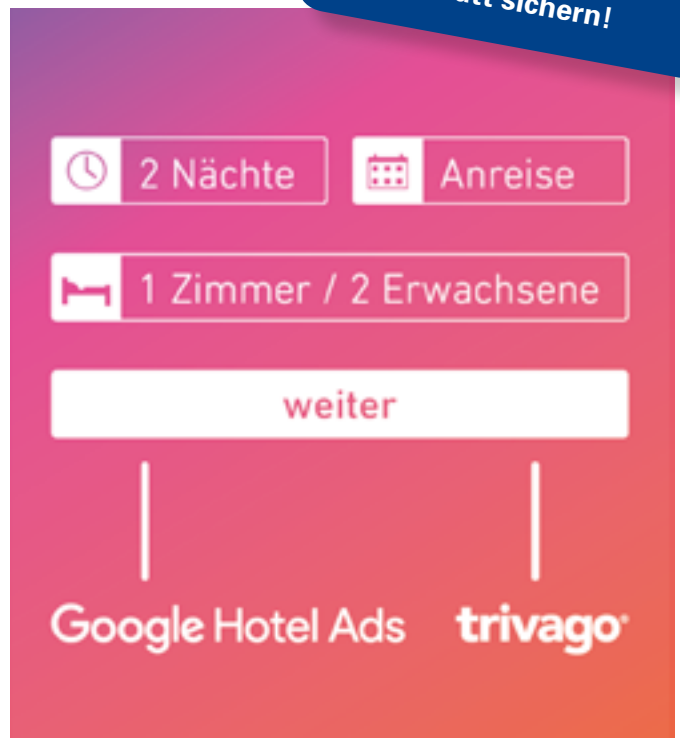 sichern!
2 Nächte
Anreise
1 Zimmer / 2 Erwachsene
weiter
Google Hotel Ads
trivago®